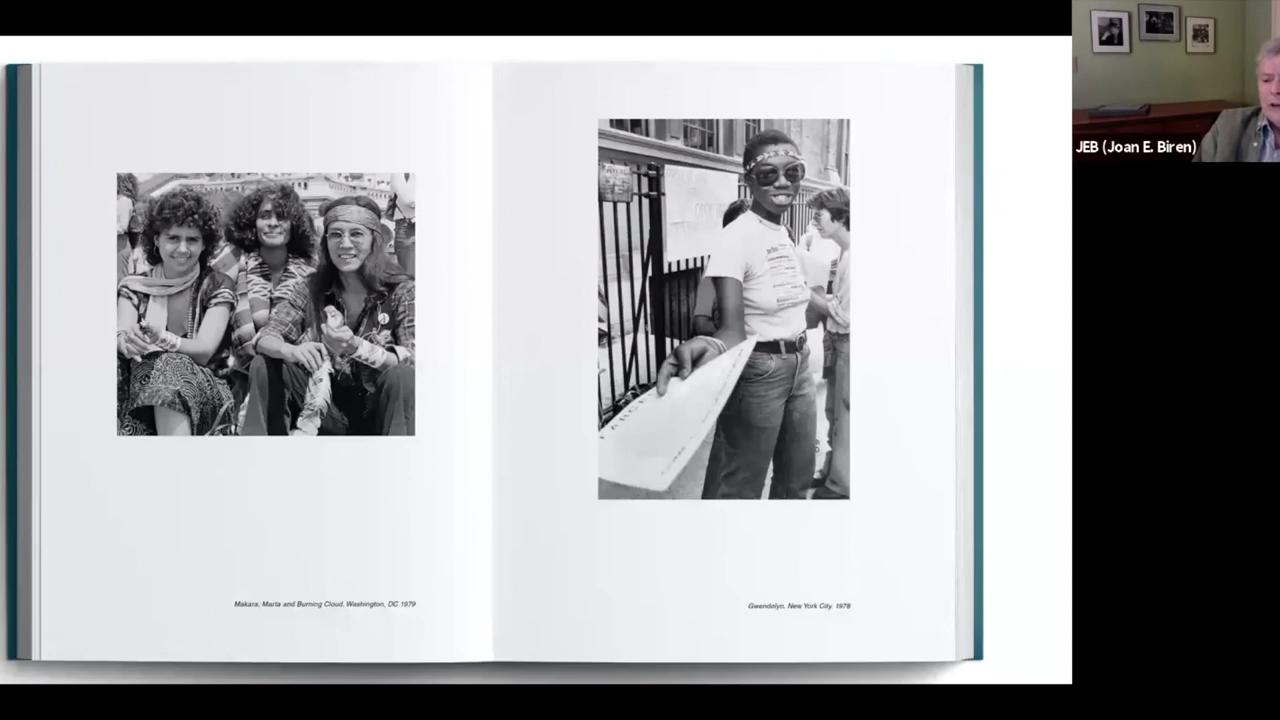 JEB (Joan E. Biren)
Makara, Marta and Burning Cloud. Washington, DC 1979
Gwendolyn. New York City. 1978